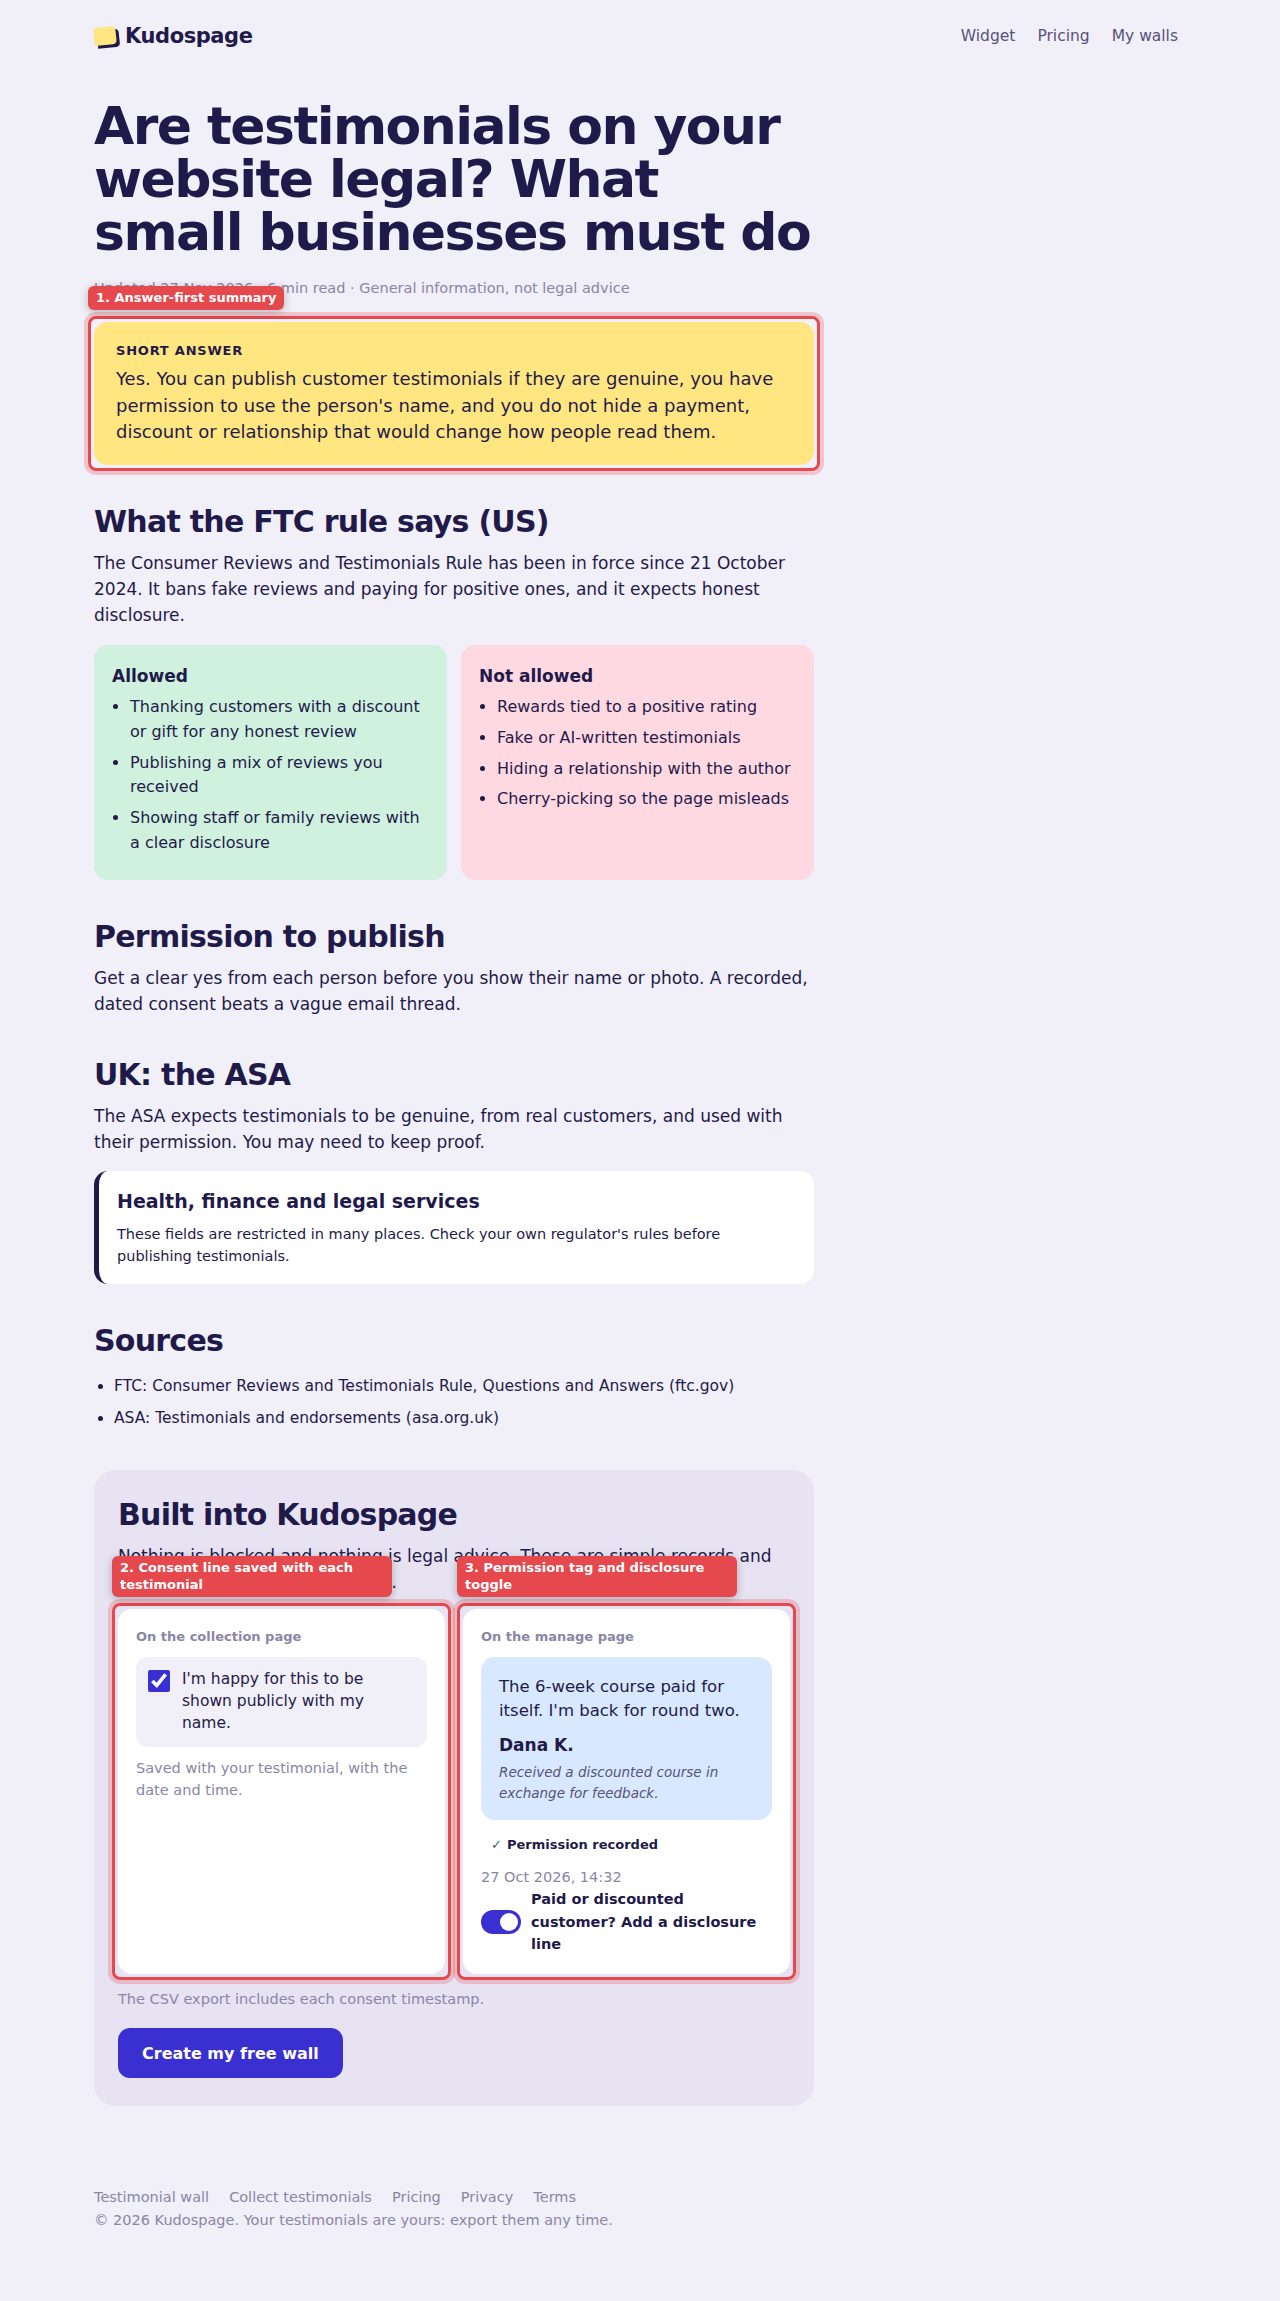 Kudospage
Widget Pricing My walls
Are testimonials on your
website legal? What
small businesses must do
min read · General information, not legal advice
1. Answer-first summary
SHORT ANSWER
Yes. You can publish customer testimonials if they are genuine, you have
permission to use the person's name, and you do not hide a payment,
discount or relationship that would change how people read them.
What the FTC rule says (US)
The Consumer Reviews and Testimonials Rule has been in force since 21 October
2024. It bans fake reviews and paying for positive ones, and it expects honest
disclosure.
Allowed
• Thanking customers with a discount
or gift for any honest review
• Publishing a mix of reviews you
received
• Showing staff or family reviews with
a clear disclosure
Not allowed
• Rewards tied to a positive rating
• Fake or AI-written testimonials
• Hiding a relationship with the author
• Cherry-picking so the page misleads
Permission to publish
Get a clear yes from each person before you show their name or photo. A recorded,
dated consent beats a vague email thread.
UK: the ASA
The ASA expects testimonials to be genuine, from real customers, and used with
their permission. You may need to keep proof.
Health, finance and legal services
These fields are restricted in many places. Check your own regulator's rules before
publishing testimonials.
Sources
• FTC: Consumer Reviews and Testimonials Rule, Questions and Answers (ftc.gov)
• ASA: Testimonials and endorsements (asa.org.uk)
Built into Kudospage
Nothing is blocked and nothing is legal advice. These are simple records and
2. Consent line saved with each
testimonial
3. Permission tag and disclosure
toggle
On the collection page
I'm happy for this to be
shown publicly with my
name.
Saved with your testimonial, with the
date and time.
On the manage page
The 6-week course paid for
itself. I'm back for round two.
Dana K.
Received a discounted course in
exchange for feedback.
✓ Permission recorded
27 Oct 2026, 14:32
Paid or discounted
customer? Add a disclosure
line
The CSV export includes each consent timestamp.
Create my free wall
Testimonial wall Collect testimonials Pricing Privacy Terms
© 2026 Kudospage. Your testimonials are yours: export them any time.